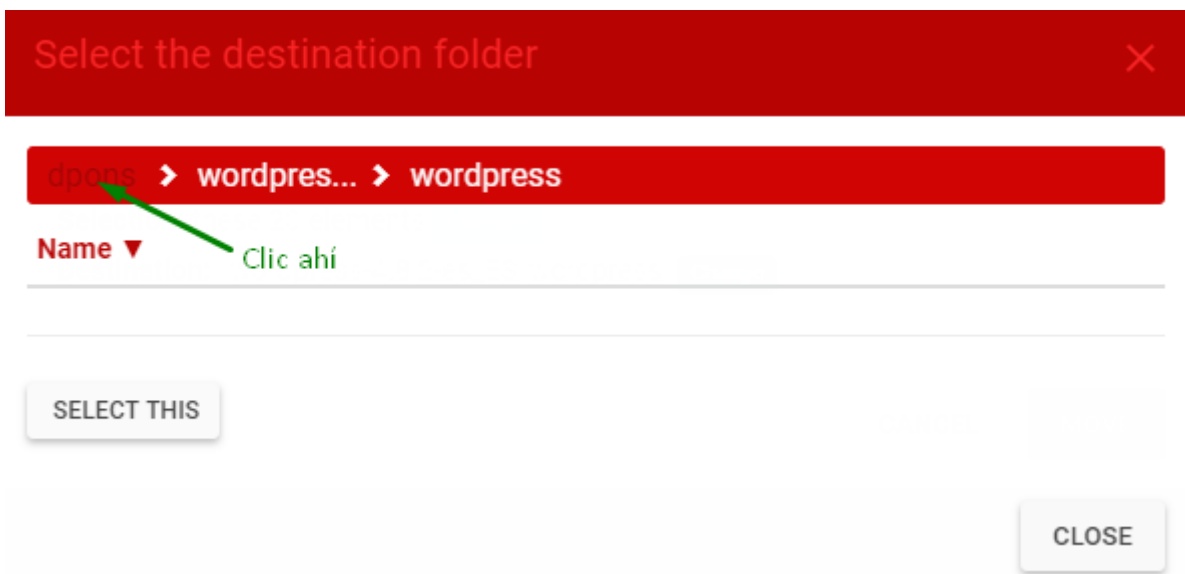 Select the destination folder ×
dpons > wordpres... > wordpress
Name ▼
Clic ahí
SELECT THIS
CLOSE